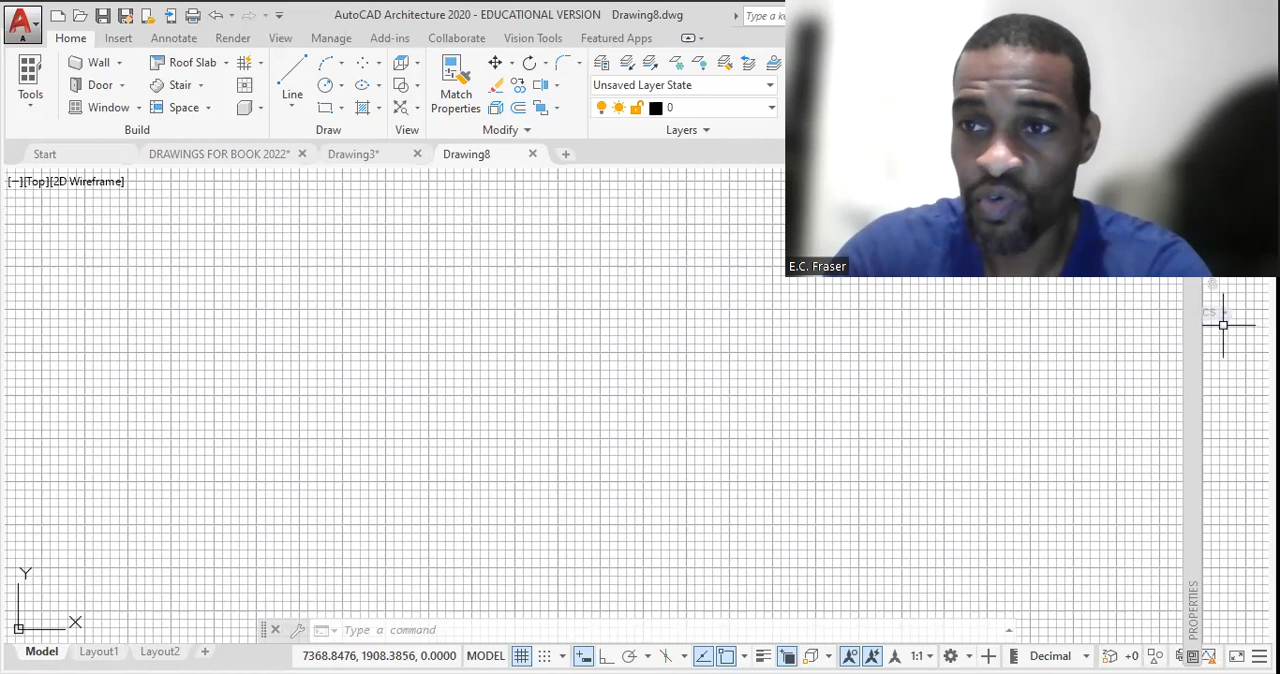 AutoCAD Architecture 2020 - EDUCATIONAL VERSION Drawing8.dwg
Type a k
A
Home Insert Annotate Render View Manage Add-ins Collaborate Vision Tools Featured Apps
Tools
Wall
Door
Window
Roof Slab
Stair
Space
Build
Line
Draw
View
Match
Properties
Modify
Unsaved Layer State
0
Layers
Start DRAWINGS FOR BOOK 2022* Drawing3* Drawing8
[−][Top][2D Wireframe]
E.C. Fraser
CS
Y
X
PROPERTIES
Type a command
Model Layout1 Layout2 + 7368.8476, 1908.3856, 0.0000 MODEL 1:1 Decimal +0